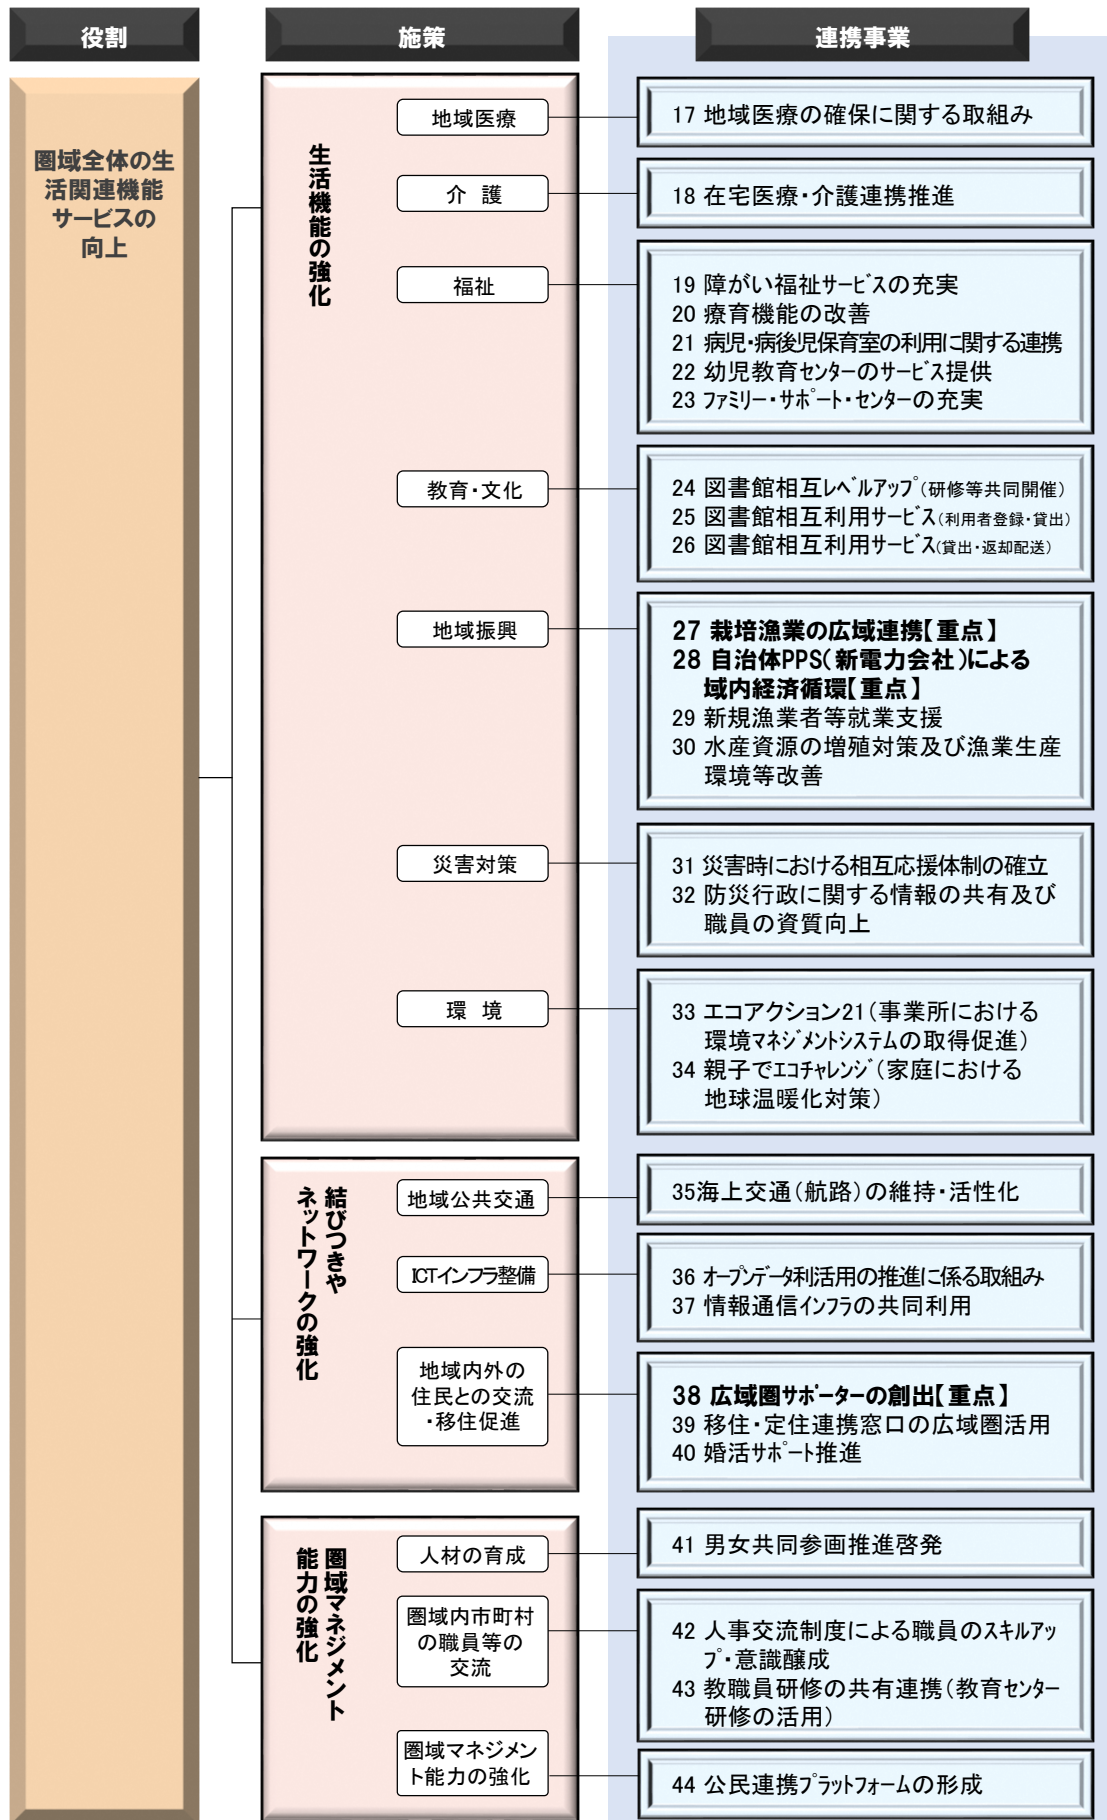 役割
施策
連携事業
圏域全体の生
活関連機能
サービスの
向上
生活機能の強化
地域医療
17 地域医療の確保に関する取組み
介 護
18 在宅医療・介護連携推進
福祉
19 障がい福祉サービスの充実
20 療育機能の改善
21 病児・病後児保育室の利用に関する連携
22 幼児教育センターのサービス提供
23 ファミリー・サポート・センターの充実
教育・文化
24 図書館相互レベルアップ(研修等共同開催)
25 図書館相互利用サービス(利用者登録・貸出)
26 図書館相互利用サービス(貸出・返却配送)
地域振興
27 栽培漁業の広域連携【重点】
28 自治体PPS(新電力会社)による
域内経済循環【重点】
29 新規漁業者等就業支援
30 水産資源の増殖対策及び漁業生産
環境等改善
災害対策
31 災害時における相互応援体制の確立
32 防災行政に関する情報の共有及び
職員の資質向上
環 境
33 エコアクション21(事業所における
環境マネジメントシステムの取得促進)
34 親子でエコチャレンジ(家庭における
地球温暖化対策)
結びつきや
ネットワークの強化
地域公共交通
35海上交通(航路)の維持・活性化
ICTインフラ整備
36 オープンデータ利活用の推進に係る取組み
37 情報通信インフラの共同利用
地域内外の
住民との交流
・移住促進
38 広域圏サポーターの創出【重点】
39 移住・定住連携窓口の広域圏活用
40 婚活サポート推進
圏域マネジメント
能力の強化
人材の育成
41 男女共同参画推進啓発
圏域内市町村
の職員等の
交流
42 人事交流制度による職員のスキルアッ
プ・意識醸成
43 教職員研修の共有連携(教育センター
研修の活用)
圏域マネジメン
ト能力の強化
44 公民連携プラットフォームの形成